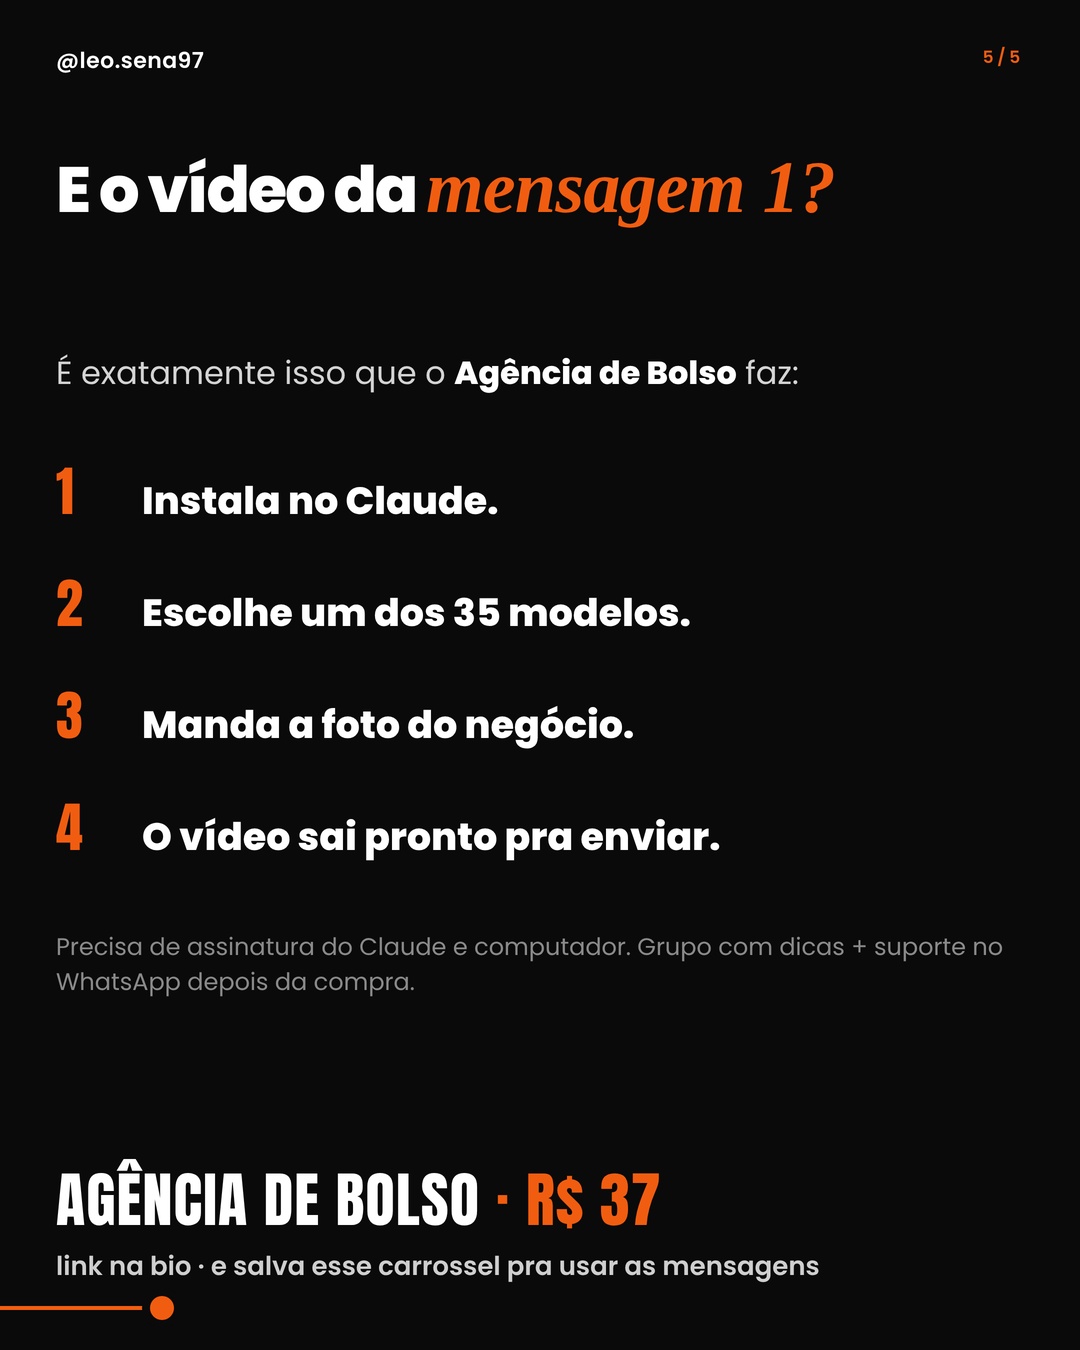 @leo.sena97
5 / 5
E o vídeo da mensagem 1?
É exatamente isso que o Agência de Bolso faz:
1 Instala no Claude.
2 Escolhe um dos 35 modelos.
3 Manda a foto do negócio.
4 O vídeo sai pronto pra enviar.
Precisa de assinatura do Claude e computador. Grupo com dicas + suporte no
WhatsApp depois da compra.
AGÊNCIA DE BOLSO · R$ 37
link na bio · e salva esse carrossel pra usar as mensagens